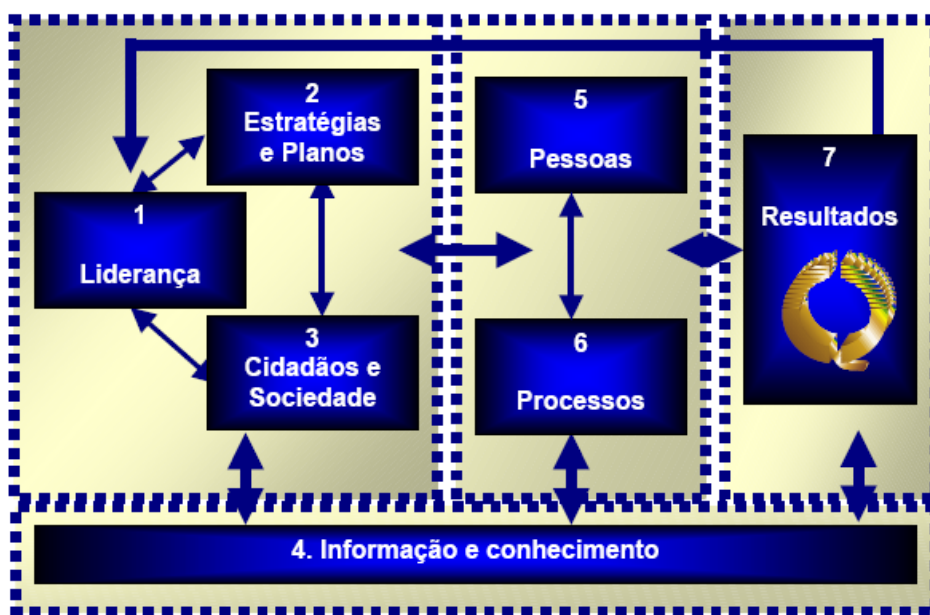 1
Liderança
2
Estratégias
e Planos
3
Cidadãos e
Sociedade
5
Pessoas
6
Processos
7
Resultados
4. Informação e conhecimento